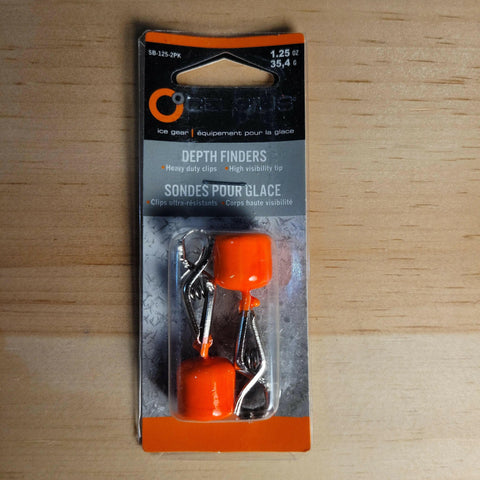 SB-125-2PK
1.25 OZ
35,4 G
CELSIUS
ice gear | équipement pour la glace
DEPTH FINDERS
· Heavy duty clips · High visibility tip
SONDES POUR GLACE
· Clips ultra-résistants · Corps haute visibilité